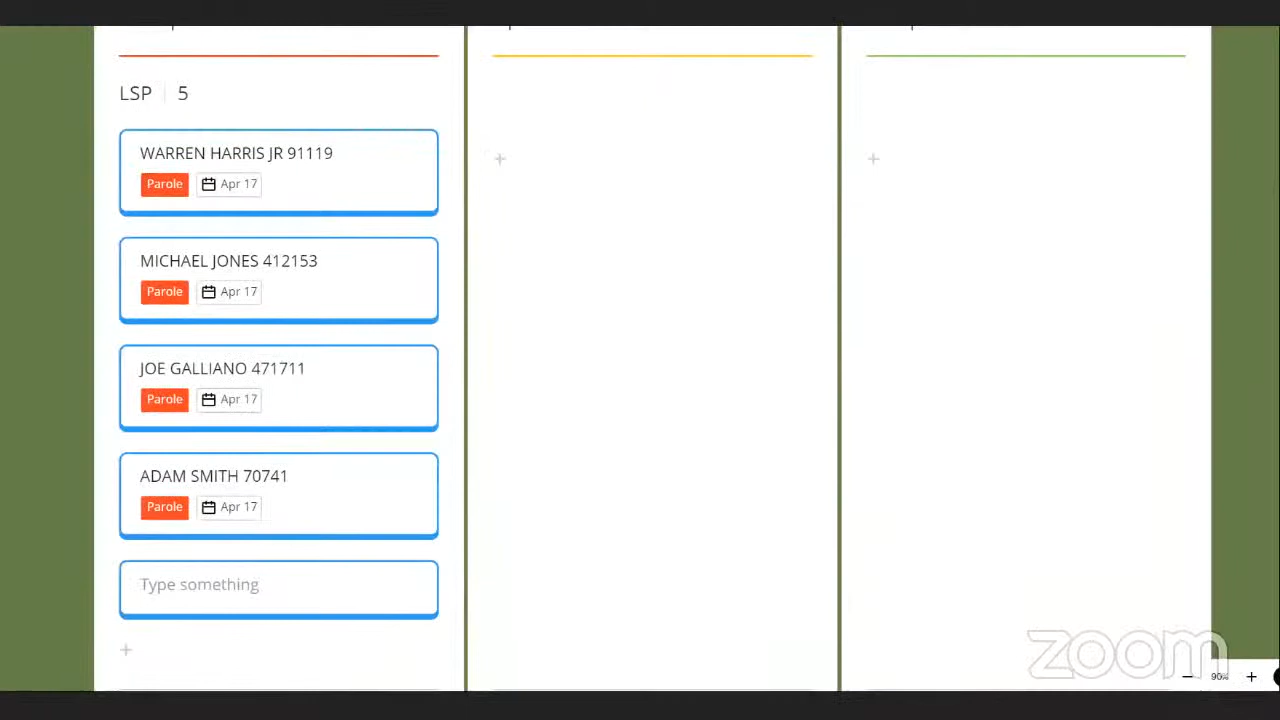 LSP 5
WARREN HARRIS JR 91119
Parole Apr 17
MICHAEL JONES 412153
Parole Apr 17
JOE GALLIANO 471711
Parole Apr 17
ADAM SMITH 70741
Parole Apr 17
Type something
+
+
+
zoom
− 90% +